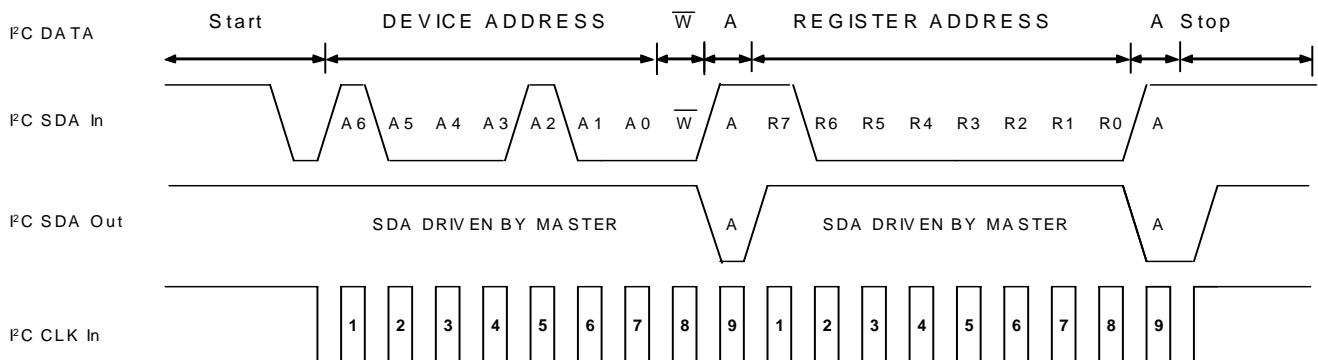 Start DEVICE ADDRESS W̅ A REGISTER ADDRESS A Stop
I²C DATA
I²C SDA In A6 A5 A4 A3 A2 A1 A0 W̅ A R7 R6 R5 R4 R3 R2 R1 R0 A
I²C SDA Out SDA DRIVEN BY MASTER A SDA DRIVEN BY MASTER A
I²C CLK In 1 2 3 4 5 6 7 8 9 1 2 3 4 5 6 7 8 9